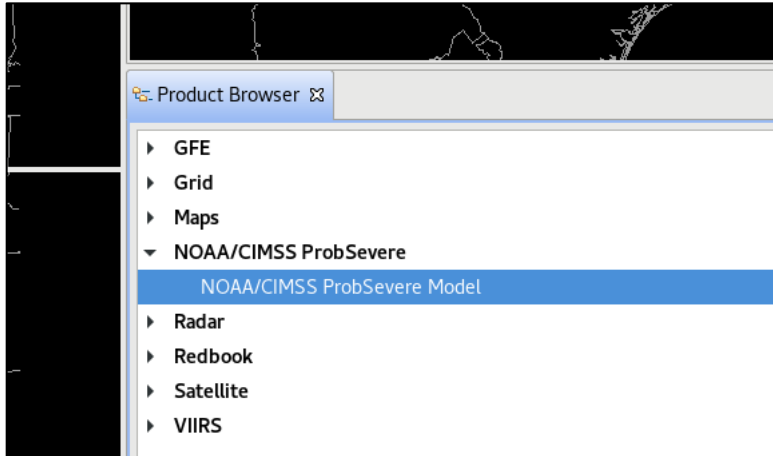 Product Browser
GFE
Grid
Maps
NOAA/CIMSS ProbSevere
NOAA/CIMSS ProbSevere Model
Radar
Redbook
Satellite
VIIRS